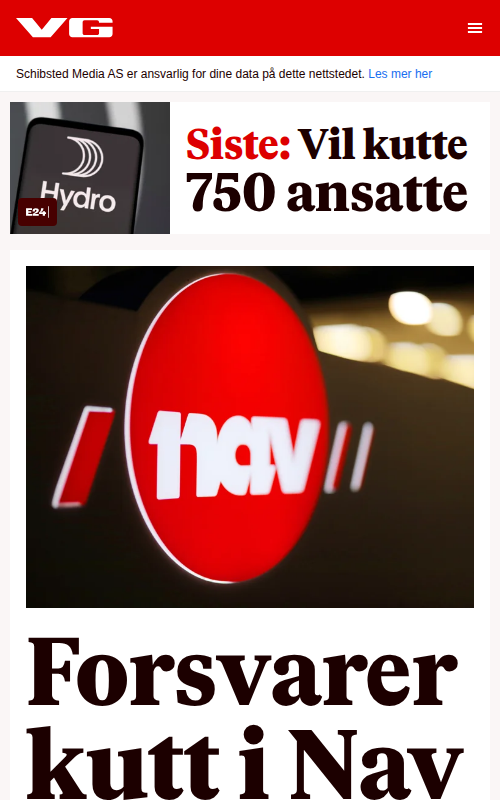 VG
Schibsted Media AS er ansvarlig for dine data på dette nettstedet. Les mer her
Hydro
E24
Siste: Vil kutte
750 ansatte
nav
Forsvarer
kutt i Nav